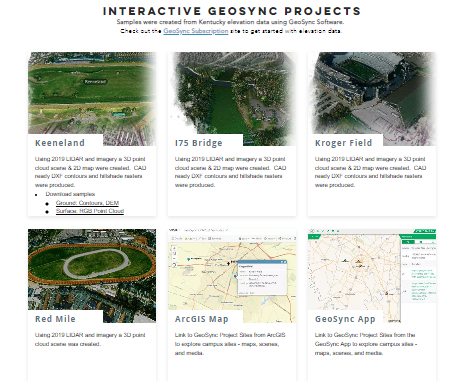 INTERACTIVE GEOSYNC PROJECTS
Samples were created from Kentucky elevation data using GeoSync Software.
Check out the GeoSync Subscription site to get started with elevation data.
Keeneland
Keeneland
Using 2019 LIDAR and imagery a 3D point
cloud scene & 2D map were created. CAD
ready DXF contours and hillshade rasters
were produced.
Download samples
Ground: Contours, DEM
Surface: RGB Point Cloud
I75 Bridge
Using 2019 LIDAR and imagery a 3D point
cloud scene & 2D map were created. CAD
ready DXF contours and hillshade rasters
were produced.
Kroger Field
Using 2019 LIDAR and imagery a 3D point
cloud scene & 2D map were created. CAD
ready DXF contours and hillshade rasters
were produced.
Red Mile
Using 2019 LIDAR and imagery a 3D point
cloud scene was created.
ArcGIS Map
Link to GeoSync Project Sites from ArcGIS
to explore campus sites - maps, scenes,
and media.
GeoSync App
Link to GeoSync Project Sites from the
GeoSync App to explore campus sites -
maps, scenes, and media.